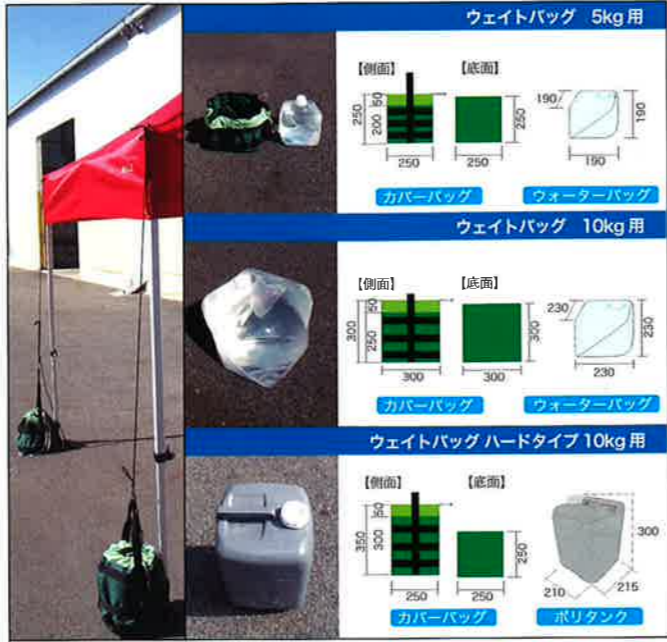 ウェイトバッグ 5kg用
【側面】
【底面】
250
50
200
250
250
250
190
190
190
カバーバッグ
ウォーターバッグ
ウェイトバッグ 10kg用
【側面】
【底面】
300
50
250
300
300
300
230
230
230
カバーバッグ
ウォーターバッグ
ウェイトバッグ ハードタイプ 10kg用
【側面】
【底面】
350
50
300
250
250
250
300
210
215
カバーバッグ
ポリタンク